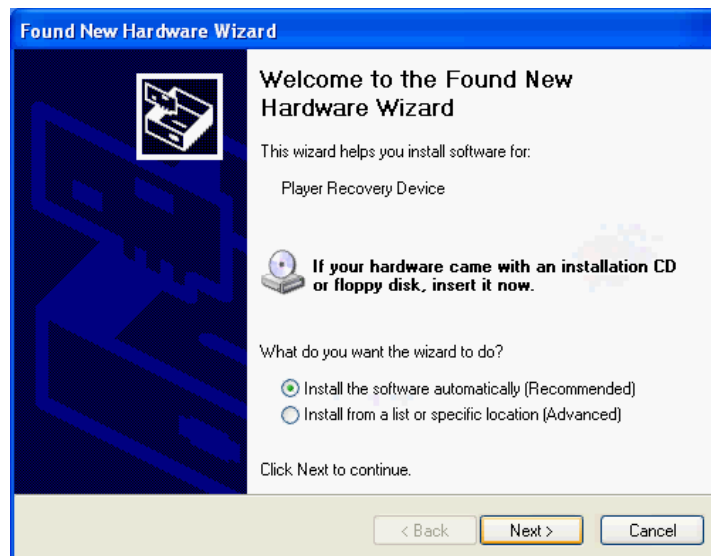 Found New Hardware Wizard
Welcome to the Found New
Hardware Wizard
This wizard helps you install software for:
Player Recovery Device
If your hardware came with an installation CD
or floppy disk, insert it now.
What do you want the wizard to do?
Install the software automatically (Recommended)
Install from a list or specific location (Advanced)
Click Next to continue.
< Back
Next >
Cancel